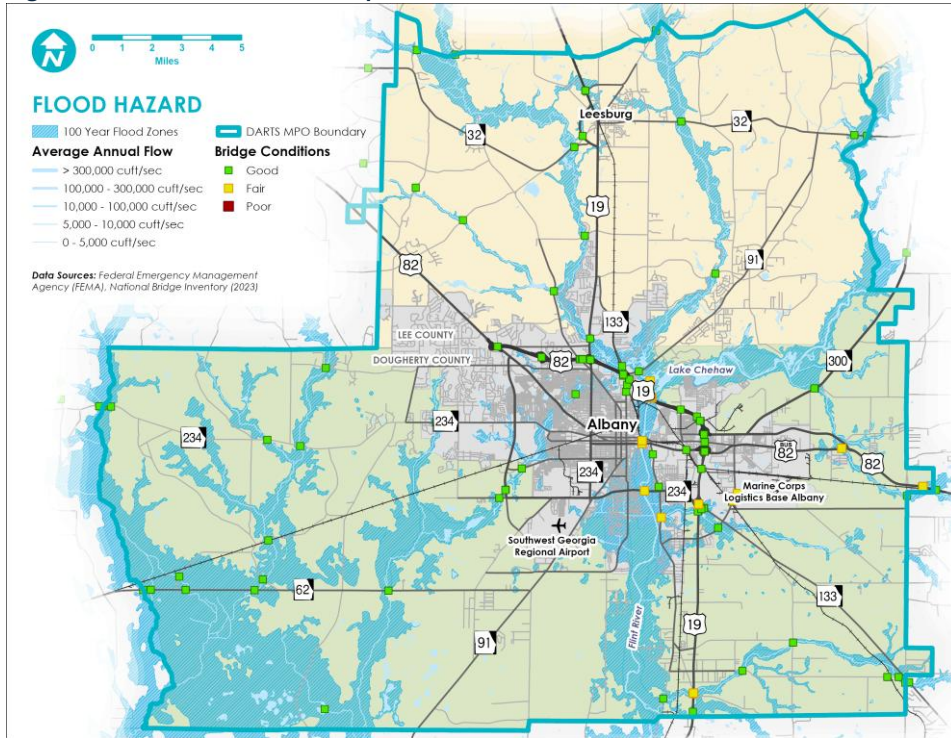 N
0 1 2 3 4 5
Miles
FLOOD HAZARD
100 Year Flood Zones
DARTS MPO Boundary
Average Annual Flow
> 300,000 cuft/sec
100,000 - 300,000 cuft/sec
10,000 - 100,000 cuft/sec
5,000 - 10,000 cuft/sec
0 - 5,000 cuft/sec
Bridge Conditions
Good
Fair
Poor
Data Sources: Federal Emergency Management
Agency (FEMA), National Bridge Inventory (2023)
Leesburg
32
32
19
82
91
133
LEE COUNTY
DOUGHERTY COUNTY
82
Lake Chehaw
300
19
234
234
Albany
BUS
82
82
234
234
Marine Corps
Logistics Base Albany
Southwest Georgia
Regional Airport
62
133
Flint River
19
91